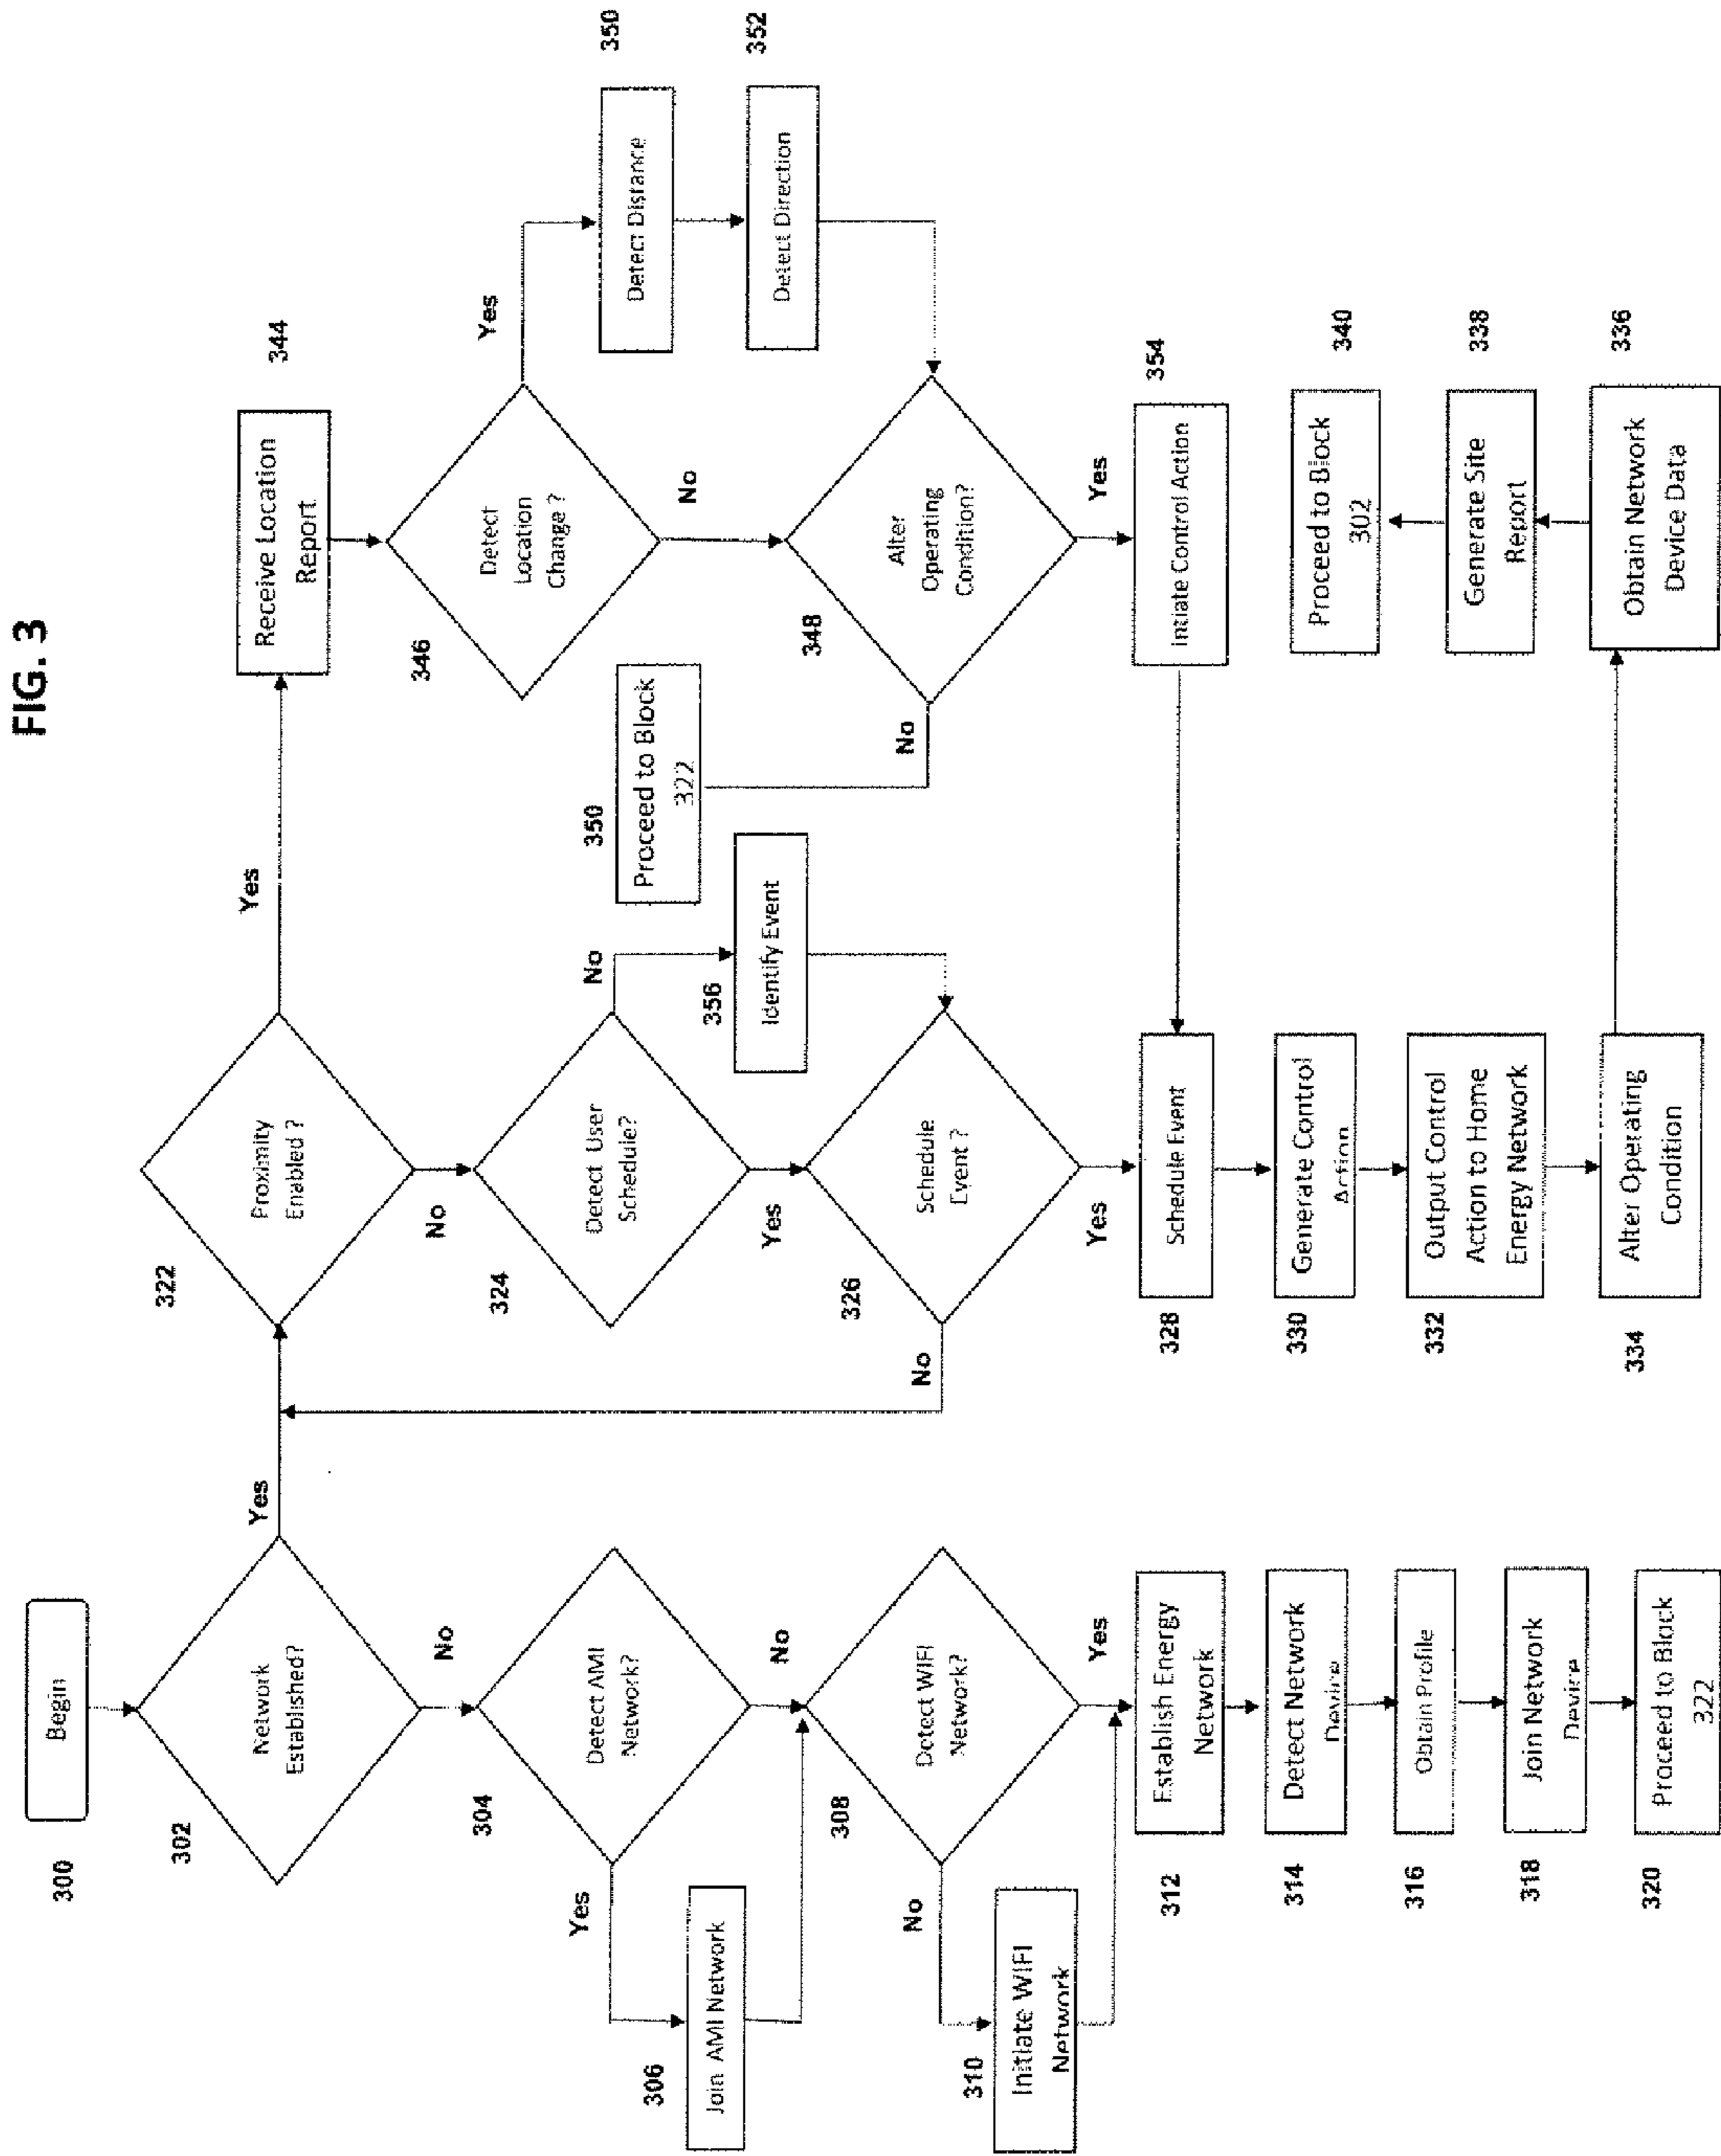 FIG. 3
300
Begin
302
Network
Established?
Yes
No
304
Detect AMI
Network?
Yes
No
306
Join AMI Network
308
Detect WIFI
Network?
No
Yes
310
Initiate WIFI
Network
312
Establish Energy
Network
314
Detect Network
Device
316
Obtain Profile
318
Join Network
Device
320
Proceed to Block
322
322
Proximity
Enabled ?
Yes
No
324
Detect User
Schedule?
No
Yes
356
Identify Event
326
Schedule
Event ?
No
Yes
328
Schedule Event
330
Generate Control
Action
332
Output Control
Action to Home
Energy Network
334
Alter Operating
Condition
344
Receive Location
Report
346
Detect
Location
Change ?
Yes
No
350
Detect Distance
352
Detect Direction
350
Proceed to Block
322
348
Alter
Operating
Condition?
No
Yes
354
Initiate Control Action
340
Proceed to Block
302
338
Generate Site
Report
336
Obtain Network
Device Data